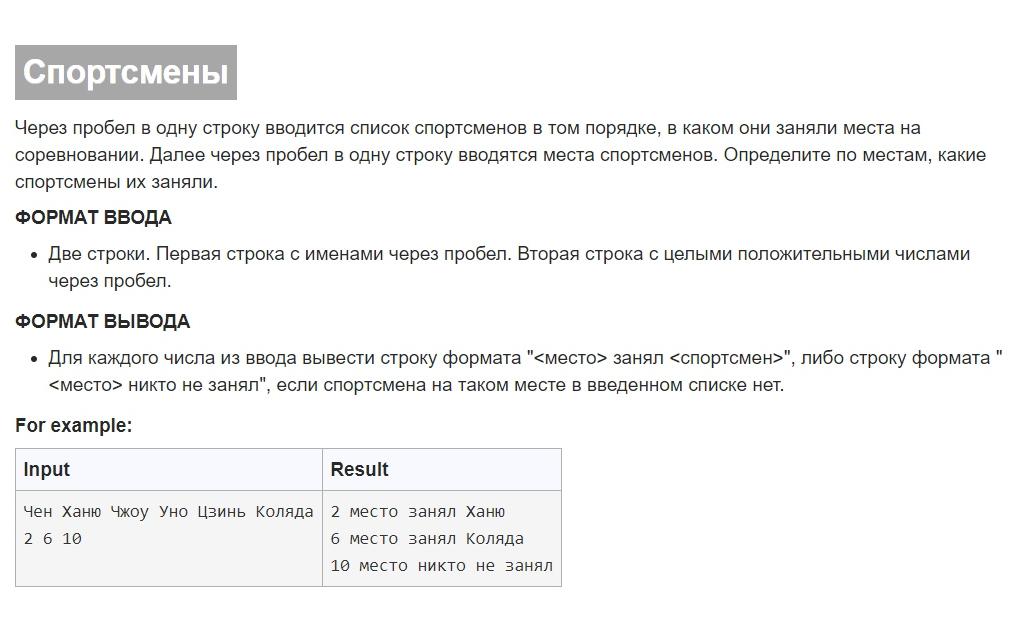 Спортсмены
Через пробел в одну строку вводится список спортсменов в том порядке, в каком они заняли места на
соревновании. Далее через пробел в одну строку вводятся места спортсменов. Определите по местам, какие
спортсмены их заняли.
ФОРМАТ ВВОДА
• Две строки. Первая строка с именами через пробел. Вторая строка с целыми положительными числами
через пробел.
ФОРМАТ ВЫВОДА
• Для каждого числа из ввода вывести строку формата "<место> занял <спортсмен>", либо строку формата "
<место> никто не занял", если спортсмена на таком месте в введенном списке нет.
For example:
Input Result
Чен Ханю Чжоу Уно Цзинь Коляда 2 место занял Ханю
2 6 10 6 место занял Коляда
10 место никто не занял